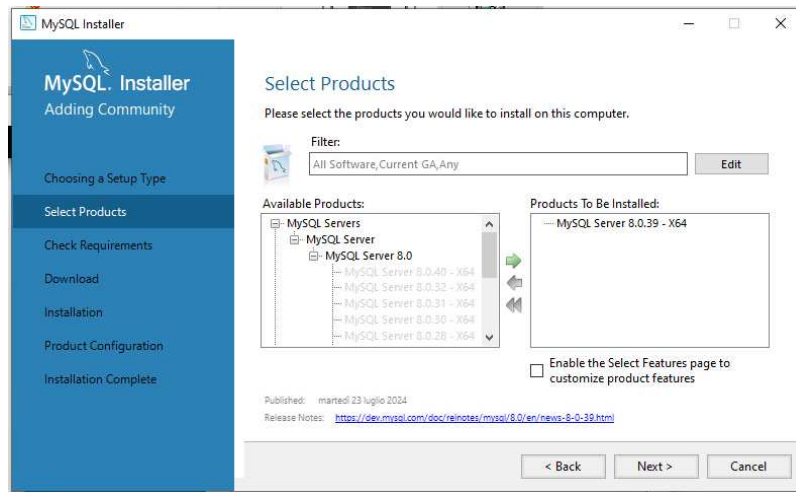 MySQL Installer
MySQL. Installer
Adding Community
Choosing a Setup Type
Select Products
Check Requirements
Download
Installation
Product Configuration
Installation Complete
Select Products
Please select the products you would like to install on this computer.
Filter:
All Software,Current GA,Any
Edit
Available Products:
MySQL Servers
MySQL Server
MySQL Server 8.0
MySQL Server 8.0.40 - X64
MySQL Server 8.0.32 - X64
MySQL Server 8.0.31 - X64
MySQL Server 8.0.30 - X64
MySQL Server 8.0.28 - X64
Products To Be Installed:
MySQL Server 8.0.39 - X64
Enable the Select Features page to
customize product features
Published: martedì 23 luglio 2024
Release Notes: https://dev.mysql.com/doc/relnotes/mysql/8.0/en/news-8-0-39.html
< Back
Next >
Cancel